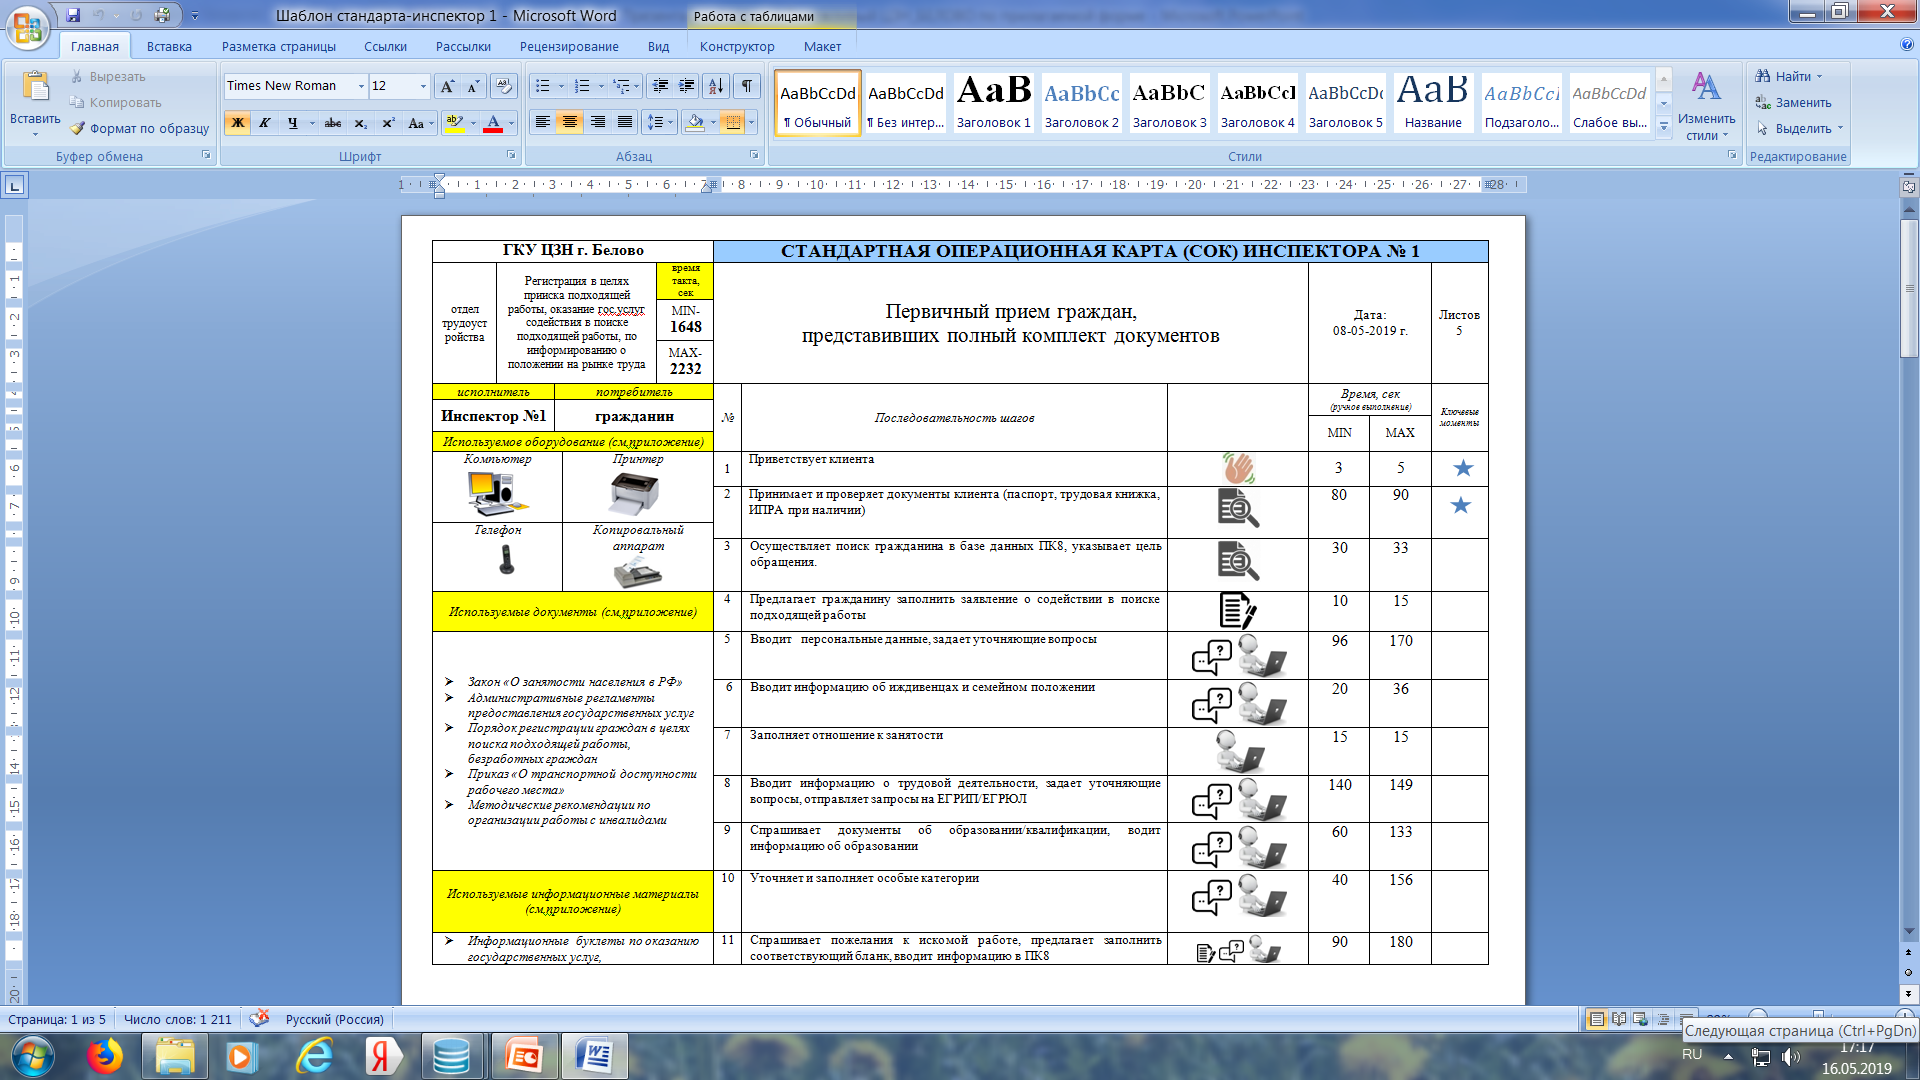 Шаблон стандарта-инспектор 1 - Microsoft Word
Работа с таблицами
Главная Вставка Разметка страницы Ссылки Рассылки Рецензирование Вид Конструктор Макет
Вставить
Вырезать
Копировать
Формат по образцу
Буфер обмена
Times New Roman 12
Шрифт
Абзац
AaBbCcDd ¶ Обычный
AaBbCcDd ¶ Без интер...
AaB Заголовок 1
AaBbCc Заголовок 2
AaBbC Заголовок 3
AaBbCcI Заголовок 4
AaBbCcDc Заголовок 5
AaB Название
AaBbCcI Подзаголо...
AaBbCcDd Слабое вы...
Изменить стили
Стили
Найти
Заменить
Выделить
Редактирование
ГКУ ЦЗН г. Белово
СТАНДАРТНАЯ ОПЕРАЦИОННАЯ КАРТА (СОК) ИНСПЕКТОРА № 1
отдел
трудоуст
ройства
Регистрация в целях
прииска подходящей
работы, оказание гос.услуг
содействия в поиске
подходящей работы, по
информированию о
положении на рынке труда
время
такта,
сек
MIN-
1648
MAX-
2232
Первичный прием граждан,
представивших полный комплект документов
Дата:
08-05-2019 г.
Листов
5
исполнитель потребитель
Инспектор №1 гражданин
Используемое оборудование (см.приложение)
Компьютер Принтер
Телефон Копировальный
аппарат
Используемые документы (см.приложение)
Закон «О занятости населения в РФ»
Административные регламенты
предоставления государственных услуг
Порядок регистрации граждан в целях
поиска подходящей работы,
безработных граждан
Приказ «О транспортной доступности
рабочего места»
Методические рекомендации по
организации работы с инвалидами
Используемые информационные материалы
(см.приложение)
Информационные буклеты по оказанию
государственных услуг,
№ Последовательность шагов
Время, сек
(ручное выполнение)
MIN MAX
Ключевые
моменты
1 Приветствует клиента 3 5
2 Принимает и проверяет документы клиента (паспорт, трудовая книжка, 80 90
ИПРА при наличии)
3 Осуществляет поиск гражданина в базе данных ПК8, указывает цель 30 33
обращения.
4 Предлагает гражданину заполнить заявление о содействии в поиске 10 15
подходящей работы
5 Вводит персональные данные, задает уточняющие вопросы 96 170
6 Вводит информацию об иждивенцах и семейном положении 20 36
7 Заполняет отношение к занятости 15 15
8 Вводит информацию о трудовой деятельности, задает уточняющие 140 149
вопросы, отправляет запросы на ЕГРИП/ЕГРЮЛ
9 Спрашивает документы об образовании/квалификации, водит 60 133
информацию об образовании
10 Уточняет и заполняет особые категории 40 156
11 Спрашивает пожелания к искомой работе, предлагает заполнить 90 180
соответствующий бланк, вводит информацию в ПК8
Страница: 1 из 5 Число слов: 1 211 Русский (Россия)
Следующая страница (Ctrl+PgDn)
RU
17:17
16.05.2019